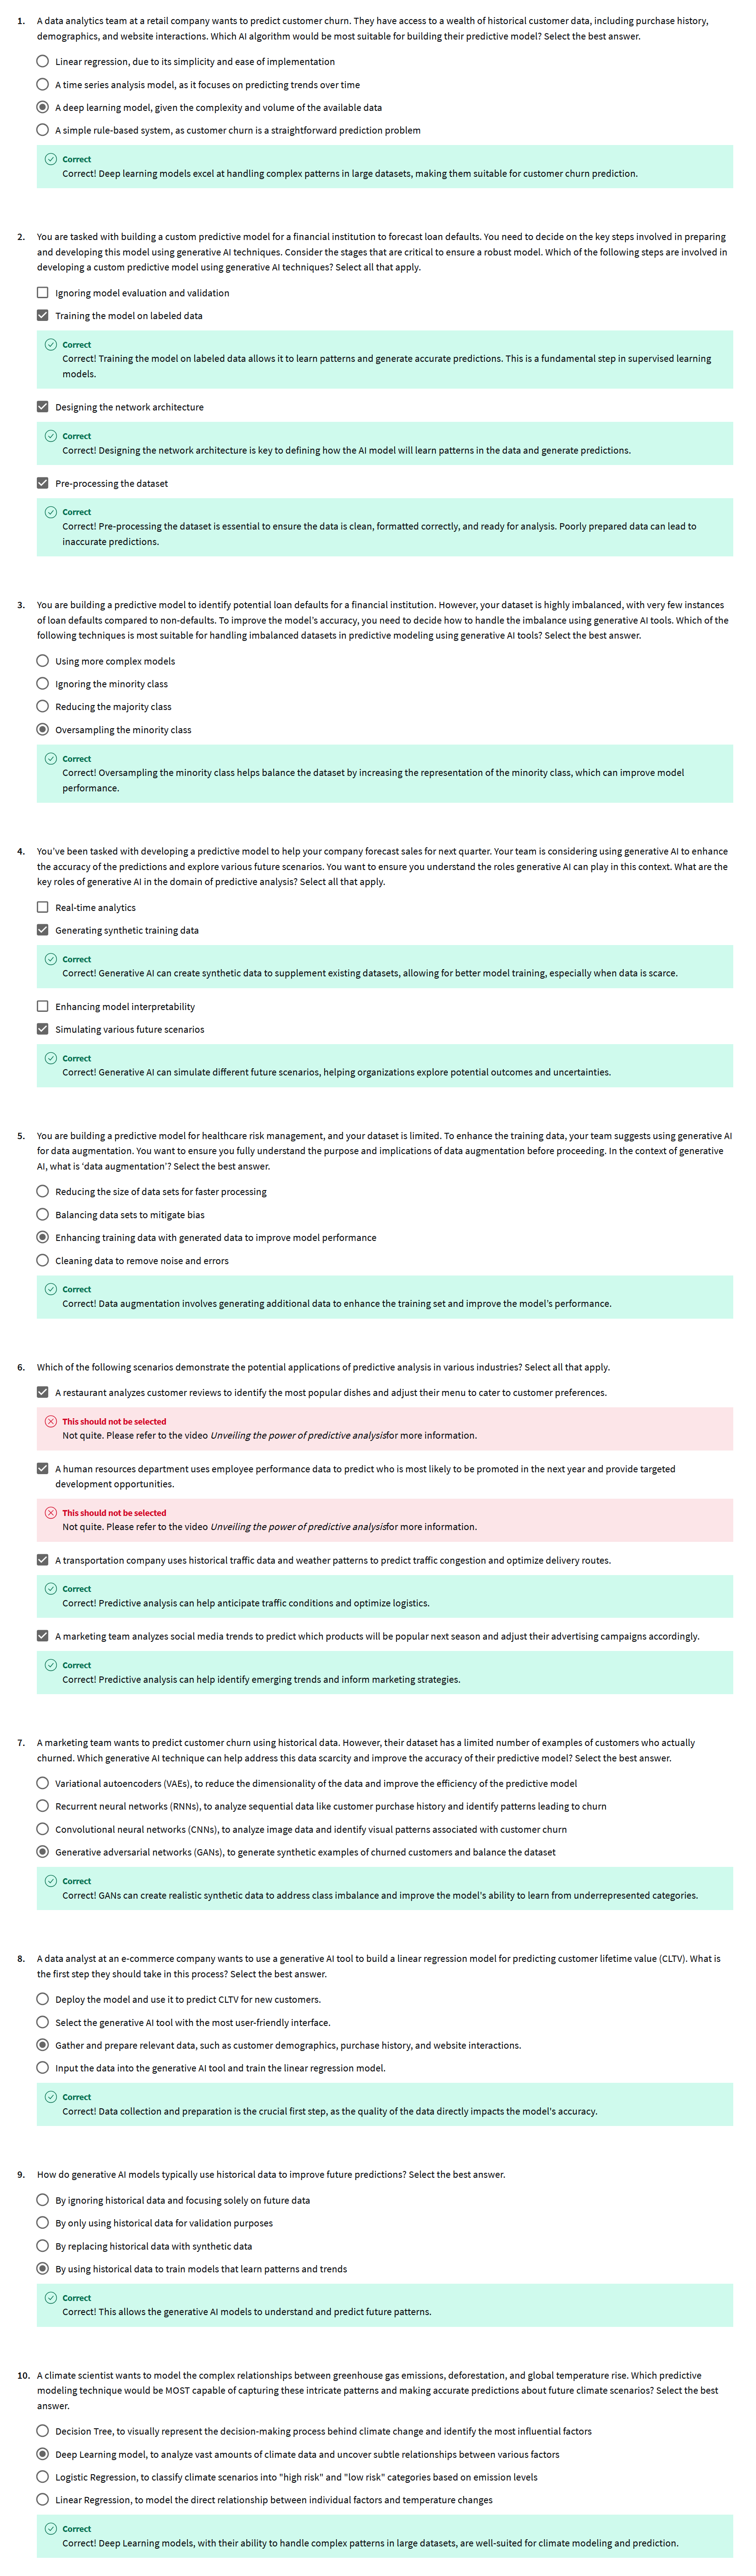 1. A data analytics team at a retail company wants to predict customer churn. They have access to a wealth of historical customer data, including purchase history,
demographics, and website interactions. Which AI algorithm would be most suitable for building their predictive model? Select the best answer.
Linear regression, due to its simplicity and ease of implementation
A time series analysis model, as it focuses on predicting trends over time
A deep learning model, given the complexity and volume of the available data
A simple rule-based system, as customer churn is a straightforward prediction problem
Correct
Correct! Deep learning models excel at handling complex patterns in large datasets, making them suitable for customer churn prediction.
2. You are tasked with building a custom predictive model for a financial institution to forecast loan defaults. You need to decide on the key steps involved in preparing
and developing this model using generative AI techniques. Consider the stages that are critical to ensure a robust model. Which of the following steps are involved in
developing a custom predictive model using generative AI techniques? Select all that apply.
Ignoring model evaluation and validation
Training the model on labeled data
Correct
Correct! Training the model on labeled data allows it to learn patterns and generate accurate predictions. This is a fundamental step in supervised learning
models.
Designing the network architecture
Correct
Correct! Designing the network architecture is key to defining how the AI model will learn patterns in the data and generate predictions.
Pre-processing the dataset
Correct
Correct! Pre-processing the dataset is essential to ensure the data is clean, formatted correctly, and ready for analysis. Poorly prepared data can lead to
inaccurate predictions.
3. You are building a predictive model to identify potential loan defaults for a financial institution. However, your dataset is highly imbalanced, with very few instances
of loan defaults compared to non-defaults. To improve the model's accuracy, you need to decide how to handle the imbalance using generative AI tools. Which of the
following techniques is most suitable for handling imbalanced datasets in predictive modeling using generative AI tools? Select the best answer.
Using more complex models
Ignoring the minority class
Reducing the majority class
Oversampling the minority class
Correct
Correct! Oversampling the minority class helps balance the dataset by increasing the representation of the minority class, which can improve model
performance.
4. You've been tasked with developing a predictive model to help your company forecast sales for next quarter. Your team is considering using generative AI to enhance
the accuracy of the predictions and explore various future scenarios. You want to ensure you understand the roles generative AI can play in this context. What are the
key roles of generative AI in the domain of predictive analysis? Select all that apply.
Real-time analytics
Generating synthetic training data
Correct
Correct! Generative AI can create synthetic data to supplement existing datasets, allowing for better model training, especially when data is scarce.
Enhancing model interpretability
Simulating various future scenarios
Correct
Correct! Generative AI can simulate different future scenarios, helping organizations explore potential outcomes and uncertainties.
5. You are building a predictive model for healthcare risk management, and your dataset is limited. To enhance the training data, your team suggests using generative AI
for data augmentation. You want to ensure you fully understand the purpose and implications of data augmentation before proceeding. In the context of generative
AI, what is 'data augmentation'? Select the best answer.
Reducing the size of data sets for faster processing
Balancing data sets to mitigate bias
Enhancing training data with generated data to improve model performance
Cleaning data to remove noise and errors
Correct
Correct! Data augmentation involves generating additional data to enhance the training set and improve the model's performance.
6. Which of the following scenarios demonstrate the potential applications of predictive analysis in various industries? Select all that apply.
A restaurant analyzes customer reviews to identify the most popular dishes and adjust their menu to cater to customer preferences.
This should not be selected
Not quite. Please refer to the video Unveiling the power of predictive analysisfor more information.
A human resources department uses employee performance data to predict who is most likely to be promoted in the next year and provide targeted
development opportunities.
This should not be selected
Not quite. Please refer to the video Unveiling the power of predictive analysisfor more information.
A transportation company uses historical traffic data and weather patterns to predict traffic congestion and optimize delivery routes.
Correct
Correct! Predictive analysis can help anticipate traffic conditions and optimize logistics.
A marketing team analyzes social media trends to predict which products will be popular next season and adjust their advertising campaigns accordingly.
Correct
Correct! Predictive analysis can help identify emerging trends and inform marketing strategies.
7. A marketing team wants to predict customer churn using historical data. However, their dataset has a limited number of examples of customers who actually
churned. Which generative AI technique can help address this data scarcity and improve the accuracy of their predictive model? Select the best answer.
Variational autoencoders (VAEs), to reduce the dimensionality of the data and improve the efficiency of the predictive model
Recurrent neural networks (RNNs), to analyze sequential data like customer purchase history and identify patterns leading to churn
Convolutional neural networks (CNNs), to analyze image data and identify visual patterns associated with customer churn
Generative adversarial networks (GANs), to generate synthetic examples of churned customers and balance the dataset
Correct
Correct! GANs can create realistic synthetic data to address class imbalance and improve the model's ability to learn from underrepresented categories.
8. A data analyst at an e-commerce company wants to use a generative AI tool to build a linear regression model for predicting customer lifetime value (CLTV). What is
the first step they should take in this process? Select the best answer.
Deploy the model and use it to predict CLTV for new customers.
Select the generative AI tool with the most user-friendly interface.
Gather and prepare relevant data, such as customer demographics, purchase history, and website interactions.
Input the data into the generative AI tool and train the linear regression model.
Correct
Correct! Data collection and preparation is the crucial first step, as the quality of the data directly impacts the model's accuracy.
9. How do generative AI models typically use historical data to improve future predictions? Select the best answer.
By ignoring historical data and focusing solely on future data
By only using historical data for validation purposes
By replacing historical data with synthetic data
By using historical data to train models that learn patterns and trends
Correct
Correct! This allows the generative AI models to understand and predict future patterns.
10. A climate scientist wants to model the complex relationships between greenhouse gas emissions, deforestation, and global temperature rise. Which predictive
modeling technique would be MOST capable of capturing these intricate patterns and making accurate predictions about future climate scenarios? Select the best
answer.
Decision Tree, to visually represent the decision-making process behind climate change and identify the most influential factors
Deep Learning model, to analyze vast amounts of climate data and uncover subtle relationships between various factors
Logistic Regression, to classify climate scenarios into "high risk" and "low risk" categories based on emission levels
Linear Regression, to model the direct relationship between individual factors and temperature changes
Correct
Correct! Deep Learning models, with their ability to handle complex patterns in large datasets, are well-suited for climate modeling and prediction.